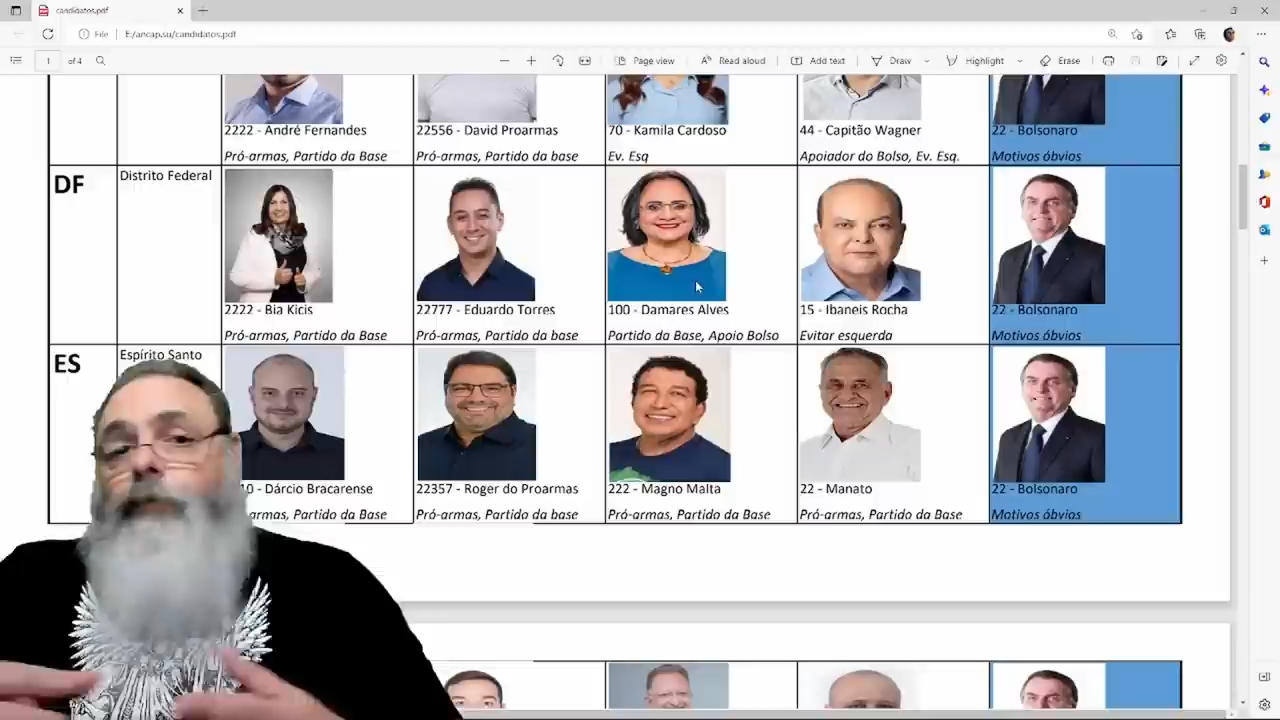 candidatos.pdf
File
E:/ancap.su/candidatos.pdf
1 of 4
Page view
Read aloud
Add text
Draw
Highlight
Erase
2222 - André Fernandes
22556 - David Proarmas
70 - Kamila Cardoso
44 - Capitão Wagner
22 - Bolsonaro
Pró-armas, Partido da Base
Pró-armas, Partido da base
Ev. Esq
Apoiador do Bolso, Ev. Esq.
Motivos óbvios
DF
Distrito Federal
2222 - Bia Kicis
22777 - Eduardo Torres
100 - Damares Alves
15 - Ibaneis Rocha
22 - Bolsonaro
Pró-armas, Partido da Base
Pró-armas, Partido da base
Partido da Base, Apoio Bolso
Evitar esquerda
Motivos óbvios
ES
Espírito Santo
10 - Dárcio Bracarense
22357 - Roger do Proarmas
222 - Magno Malta
22 - Manato
22 - Bolsonaro
Pró-armas, Partido da Base
Pró-armas, Partido da base
Pró-armas, Partido da Base
Pró-armas, Partido da Base
Motivos óbvios